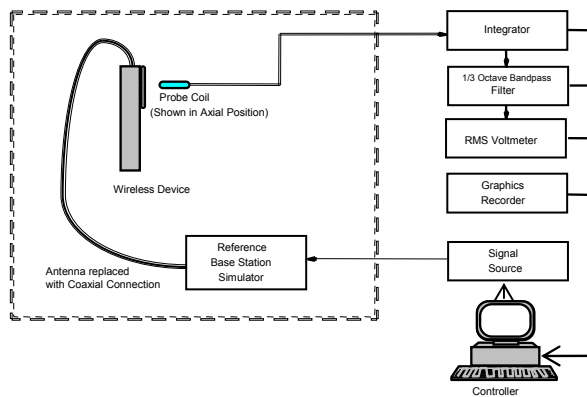 Integrator
1/3 Octave Bandpass
Filter
RMS Voltmeter
Graphics
Recorder
Probe Coil
(Shown in Axial Position)
Wireless Device
Reference
Base Station
Simulator
Antenna replaced
with Coaxial Connection
Signal
Source
Controller